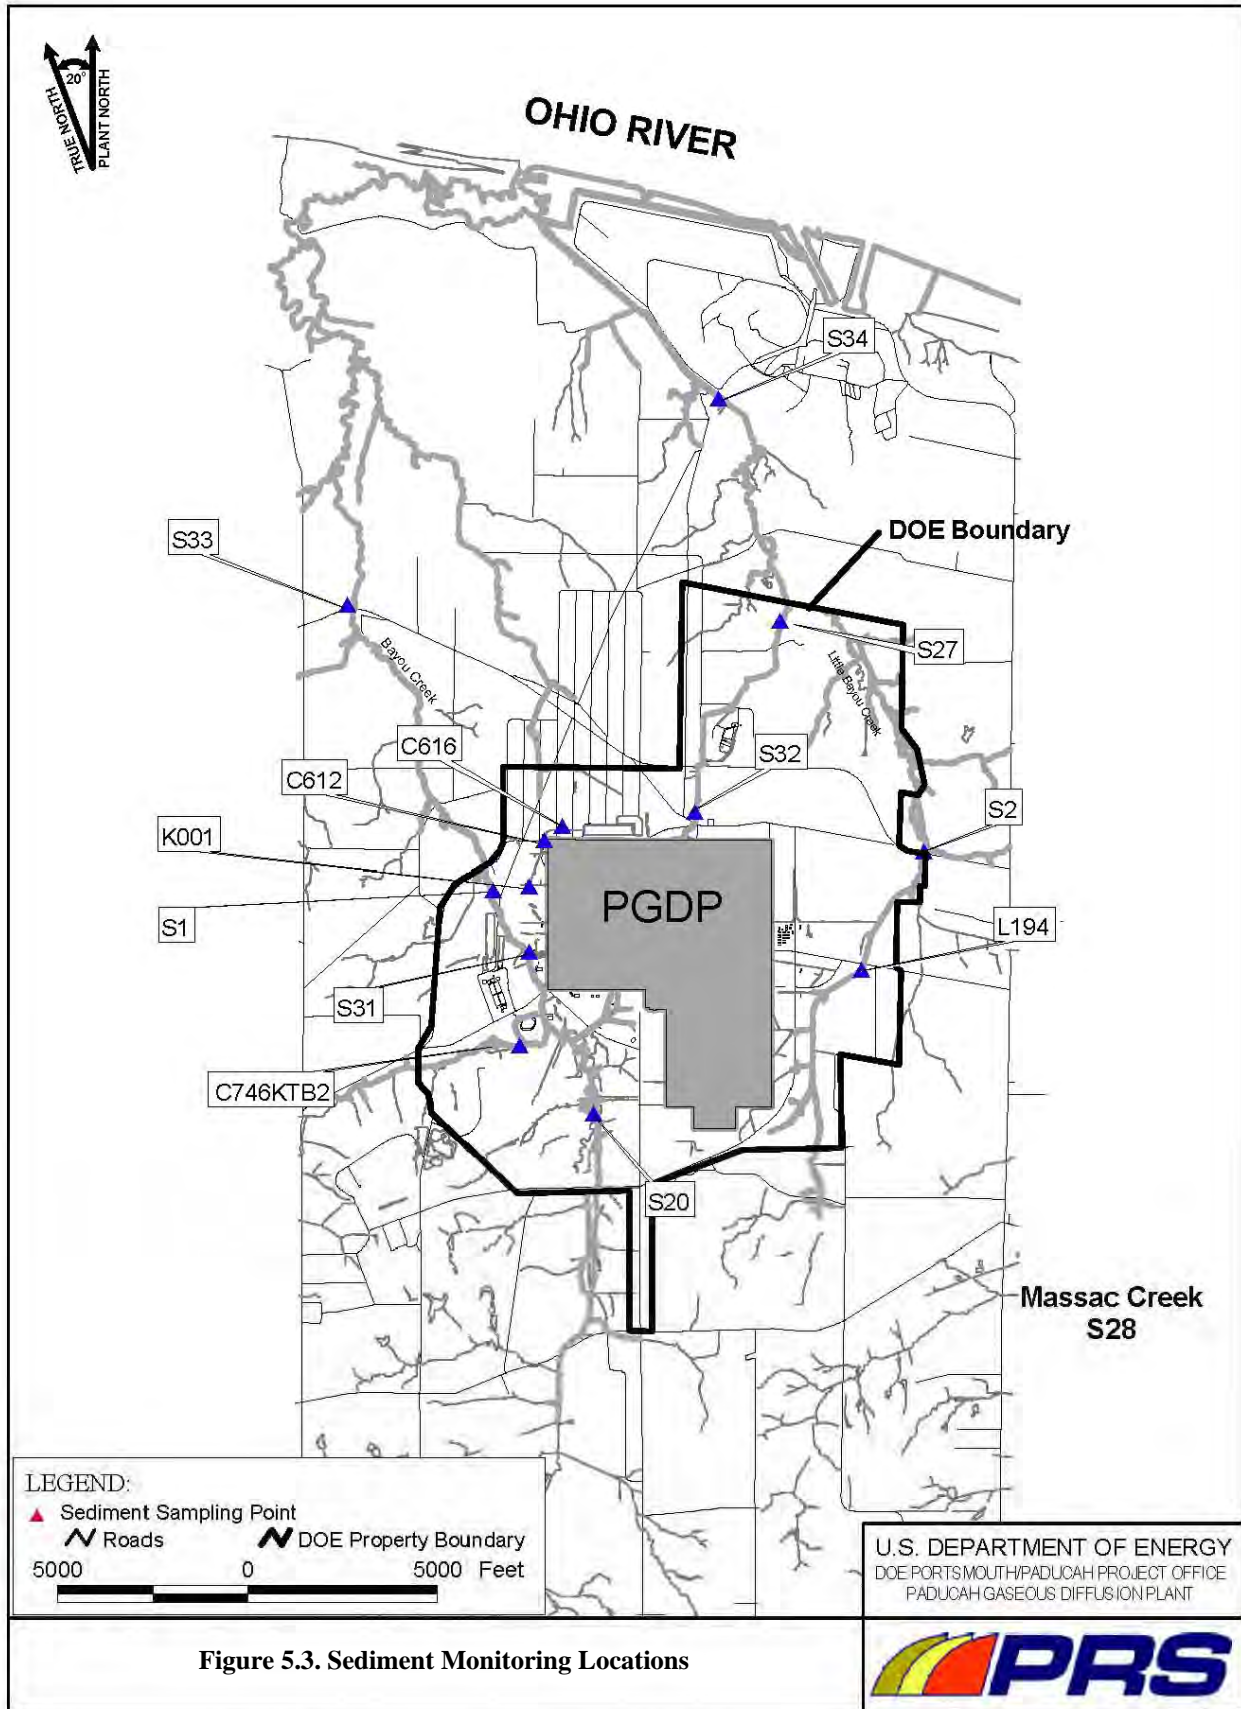 20°
TRUE NORTH
PLANT NORTH
OHIO RIVER
S34
S33
DOE Boundary
S27
Bayou Creek
Little Bayou Creek
C616
S32
C612
S2
K001
PGDP
S1
L194
S31
C746KTB2
S20
Massac Creek
S28
LEGEND:
Sediment Sampling Point
Roads DOE Property Boundary
5000 0 5000 Feet
U.S. DEPARTMENT OF ENERGY
DOE PORTSMOUTH/PADUCAH PROJECT OFFICE
PADUCAH GASEOUS DIFFUSION PLANT
Figure 5.3. Sediment Monitoring Locations
PRS